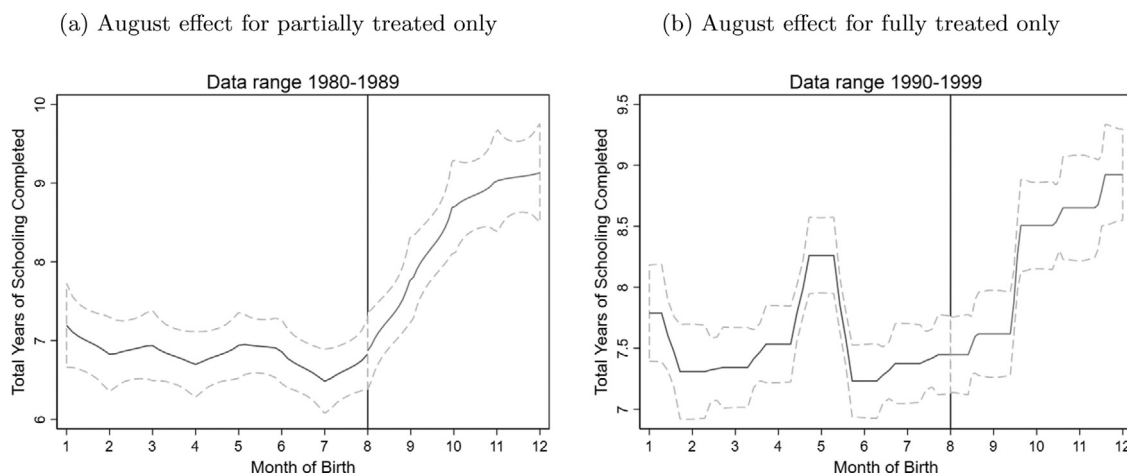 (a) August effect for partially treated only
(b) August effect for fully treated only
Data range 1980-1989
Total Years of Schooling Completed
10
9
8
7
6
1 2 3 4 5 6 7 8 9 10 11 12
Month of Birth
Data range 1990-1999
Total Years of Schooling Completed
9.5
9
8.5
8
7.5
7
1 2 3 4 5 6 7 8 9 10 11 12
Month of Birth